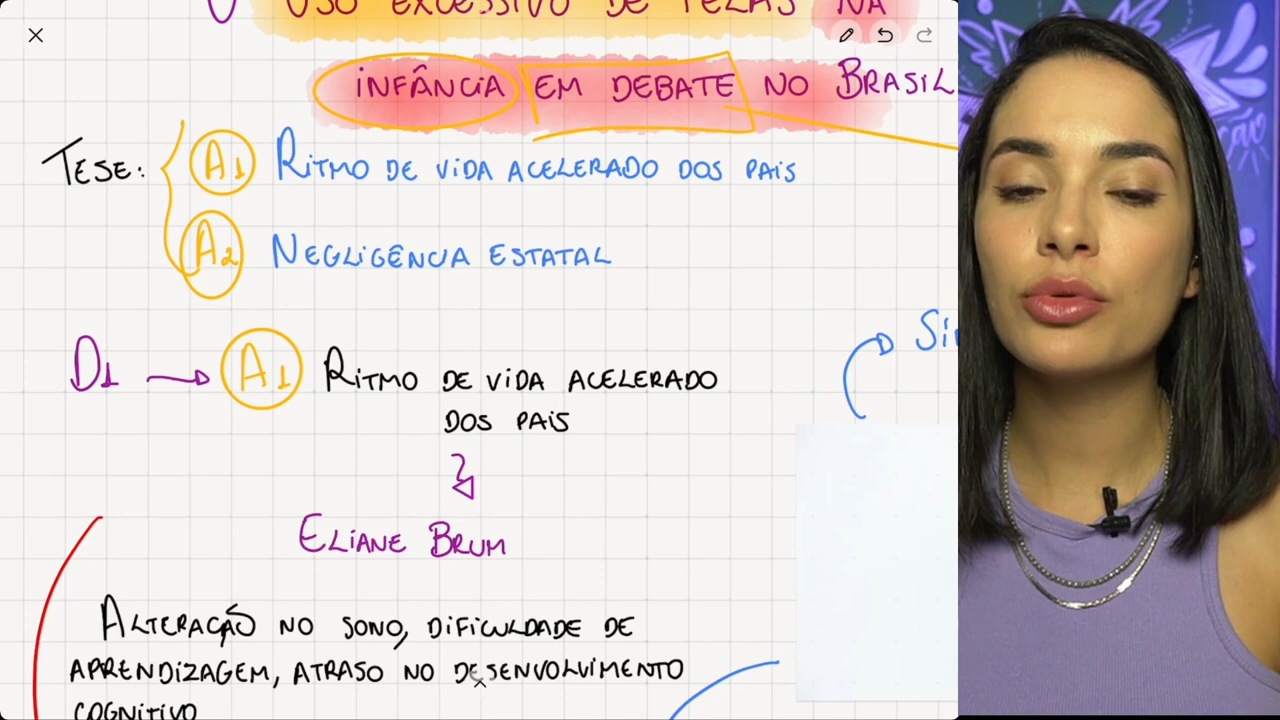 USO EXCESSIVO DE TELAS NA
INFÂNCIA EM DEBATE NO BRASIL
TESE:
A1 RITMO DE VIDA ACELERADO DOS PAIS
A2 NEGLIGÊNCIA ESTATAL
D1 → A1 RITMO DE VIDA ACELERADO
DOS PAIS
ELIANE BRUM
ALTERAÇÃO NO SONO, DIFICULDADE DE
APRENDIZAGEM, ATRASO NO DESENVOLVIMENTO
COGNITIVO